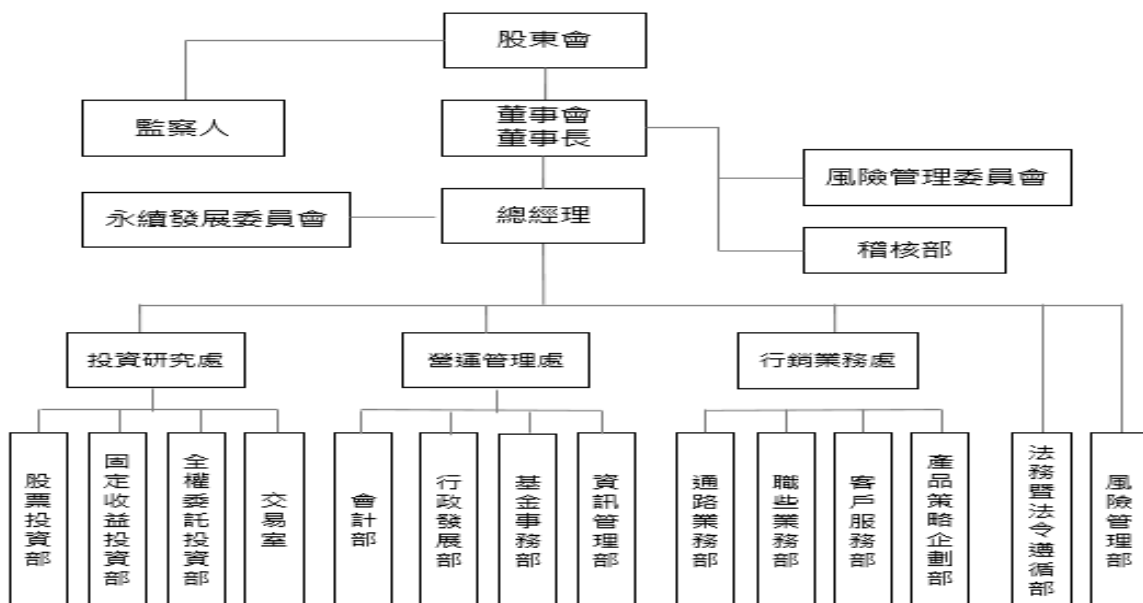 股東會
監察人
董事會
董事長
風險管理委員會
永續發展委員會
總經理
稽核部
投資研究處
營運管理處
行銷業務處
股票投資部
固定收益投資部
全權委託投資部
交易室
會計部
行政發展部
基金事務部
資訊管理部
通路業務部
職些業務部
客戶服務部
產品策略企劃部
法務暨法令遵循部
風險管理部